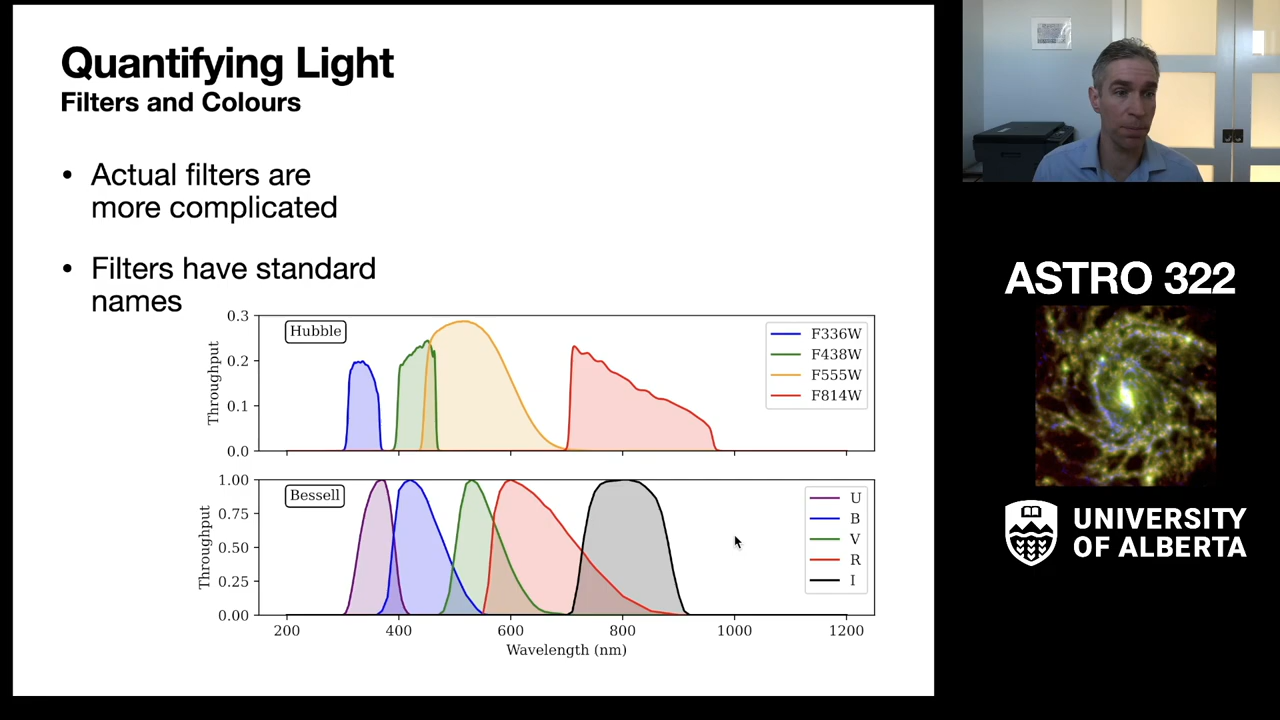 Quantifying Light
Filters and Colours
• Actual filters are
more complicated
• Filters have standard
names
Hubble
Throughput
0.3
0.2
0.1
0.0
F336W
F438W
F555W
F814W
Bessell
Throughput
1.00
0.75
0.50
0.25
0.00
U
B
V
R
I
200 400 600 800 1000 1200
Wavelength (nm)
ASTRO 322
UNIVERSITY
OF ALBERTA